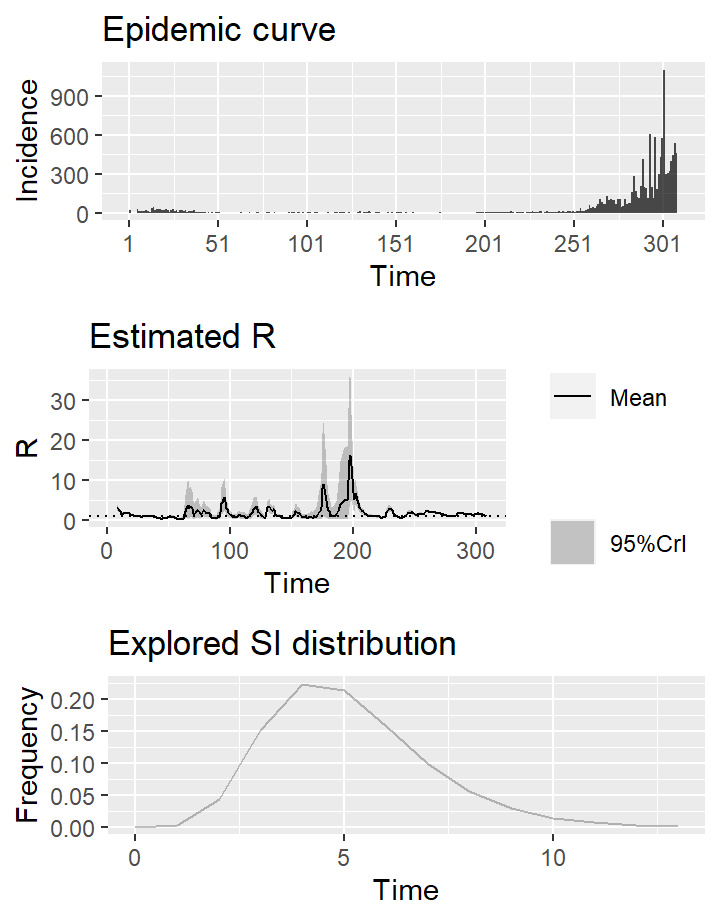 Epidemic curve
Incidence
900
600
300
0
1 51 101 151 201 251 301
Time
Estimated R
R
30
20
10
0
0 100 200 300
Time
Mean
95%CrI
Explored SI distribution
Frequency
0.20
0.15
0.10
0.05
0.00
0 5 10
Time